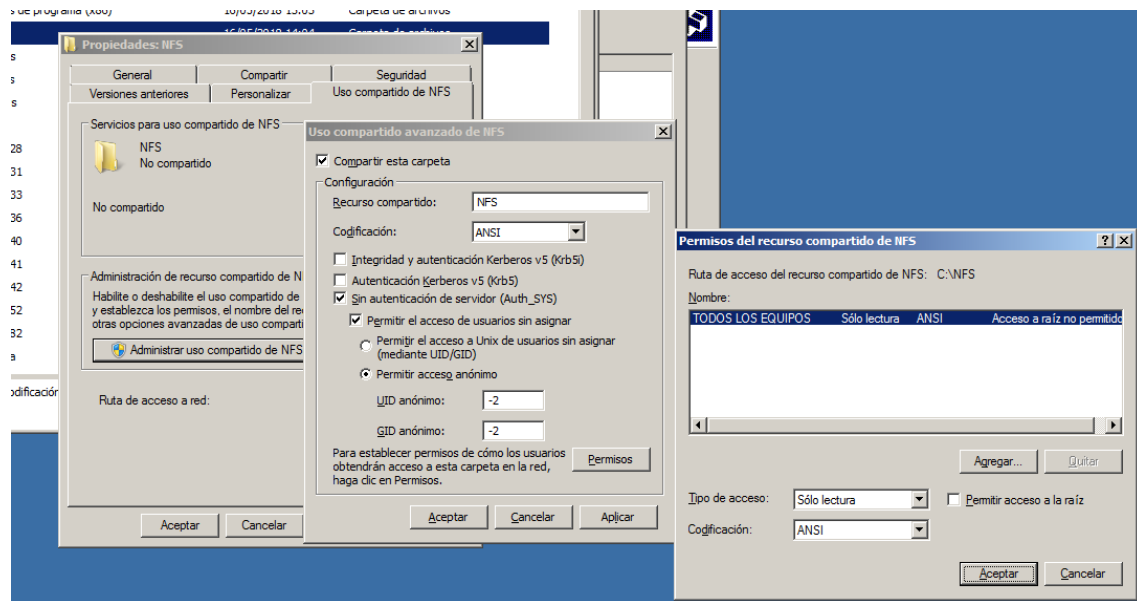 s de programa (x86) 16/05/2018 13:05 Carpeta de archivos
16/05/2018 14:04 Carpeta de archivos
s
s
s
28
31
33
36
40
41
42
52
32
a
odificación
Propiedades: NFS
General Compartir Seguridad
Versiones anteriores Personalizar Uso compartido de NFS
Servicios para uso compartido de NFS
NFS
No compartido
No compartido
Administración de recurso compartido de N
Habilite o deshabilite el uso compartido de
y establezca los permisos, el nombre del re
otras opciones avanzadas de uso comparti
Administrar uso compartido de NFS
Ruta de acceso a red:
Aceptar Cancelar
Uso compartido avanzado de NFS
Compartir esta carpeta
Configuración
Recurso compartido: NFS
Codificación: ANSI
Integridad y autenticación Kerberos v5 (Krb5i)
Autenticación Kerberos v5 (Krb5)
Sin autenticación de servidor (Auth_SYS)
Permitir el acceso de usuarios sin asignar
Permitir el acceso a Unix de usuarios sin asignar
(mediante UID/GID)
Permitir acceso anónimo
UID anónimo: -2
GID anónimo: -2
Para establecer permisos de cómo los usuarios
obtendrán acceso a esta carpeta en la red,
haga clic en Permisos.
Permisos
Aceptar Cancelar Aplicar
Permisos del recurso compartido de NFS
Ruta de acceso del recurso compartido de NFS: C:\NFS
Nombre:
TODOS LOS EQUIPOS Sólo lectura ANSI Acceso a raíz no permitido
Agregar... Quitar
Tipo de acceso: Sólo lectura Permitir acceso a la raíz
Codificación: ANSI
Aceptar Cancelar